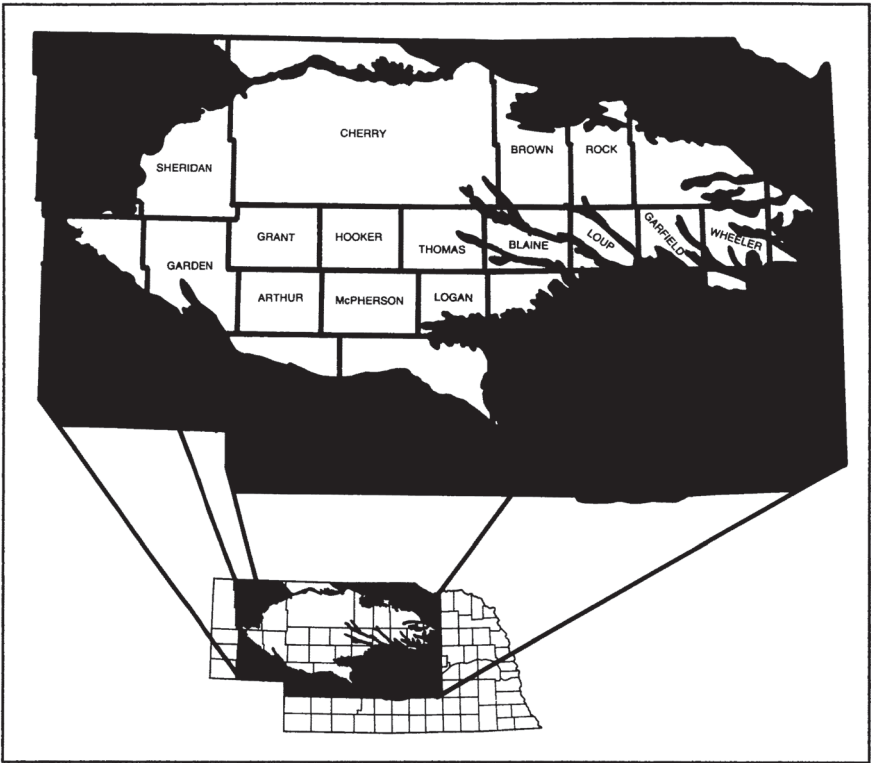 CHERRY
BROWN
ROCK
SHERIDAN
GRANT
HOOKER
THOMAS
BLAINE
LOUP
GARFIELD
WHEELER
GARDEN
ARTHUR
McPHERSON
LOGAN